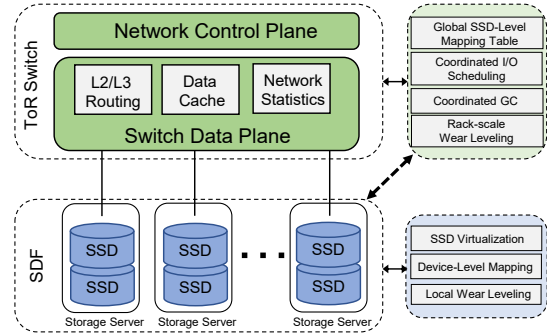 ToR Switch
Network Control Plane
L2/L3
Routing
Data
Cache
Network
Statistics
Switch Data Plane
Global SSD-Level
Mapping Table
Coordinated I/O
Scheduling
Coordinated GC
Rack-scale
Wear Leveling
SDF
SSD
SSD
Storage Server
SSD
SSD
Storage Server
SSD
SSD
Storage Server
SSD Virtualization
Device-Level Mapping
Local Wear Leveling